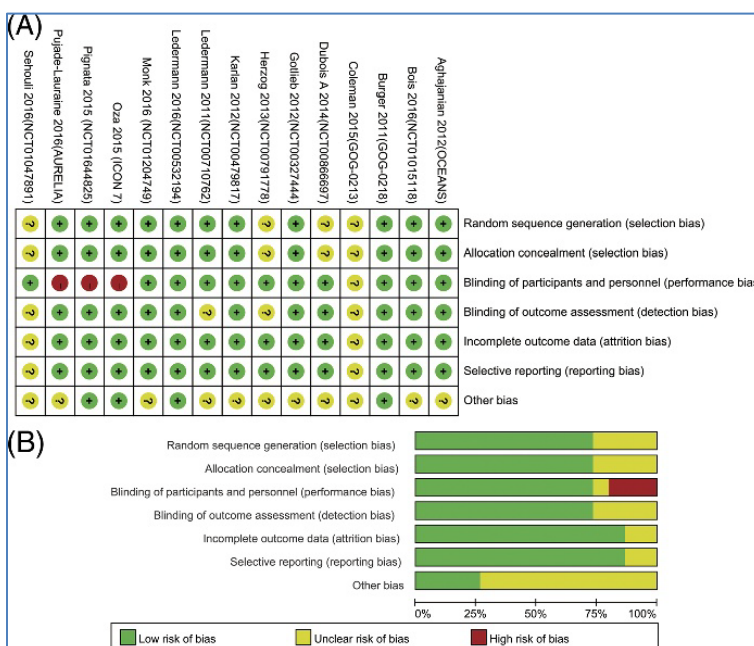 (A)
Sehouli 2016(NCT01047891)
Pujade-Lauraine 2016(AURELIA)
Pignata 2015 (NCT01644825)
Oza 2015 (ICON 7)
Monk 2016 (NCT01204749)
Ledermann 2016(NCT00532194)
Ledermann 2011(NCT00710762)
Karlan 2012(NCT00479817)
Herzog 2013(NCT00791778)
Gotlieb 2012(NCT00327444)
Dubois A 2014(NCT00866697)
Coleman 2015(GOG-0213)
Burger 2011(GOG-0218)
Bois 2016(NCT01015118)
Aghajanian 2012(OCEANS)
? + + + + + + + ? + ? ? + + + Random sequence generation (selection bias)
? + + + + + + + ? + ? ? + + + Allocation concealment (selection bias)
+ - - - + + + + + + + ? + + + Blinding of participants and personnel (performance bias
? + + + + + ? + ? + + ? + + + Blinding of outcome assessment (detection bias)
? + + + + + + + + + + ? + + + Incomplete outcome data (attrition bias)
? + + + + + + + + + + ? + + + Selective reporting (reporting bias)
? ? + + ? + ? ? ? ? ? ? + ? ? Other bias
(B)
Random sequence generation (selection bias)
Allocation concealment (selection bias)
Blinding of participants and personnel (performance bias)
Blinding of outcome assessment (detection bias)
Incomplete outcome data (attrition bias)
Selective reporting (reporting bias)
Other bias
0% 25% 50% 75% 100%
Low risk of bias Unclear risk of bias High risk of bias